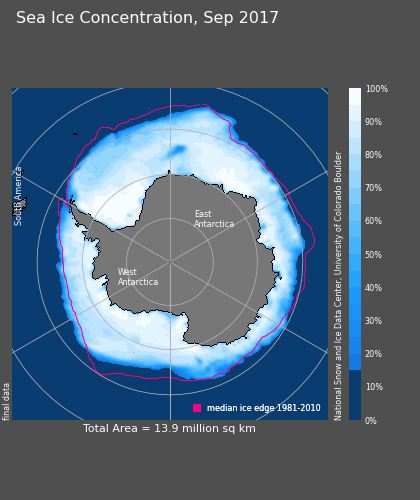 Sea Ice Concentration, Sep 2017
100%
90%
80%
70%
60%
50%
40%
30%
20%
10%
0%
South America
East
Antarctica
West
Antarctica
National Snow and Ice Data Center, University of Colorado Boulder
final data
median ice edge 1981-2010
Total Area = 13.9 million sq km